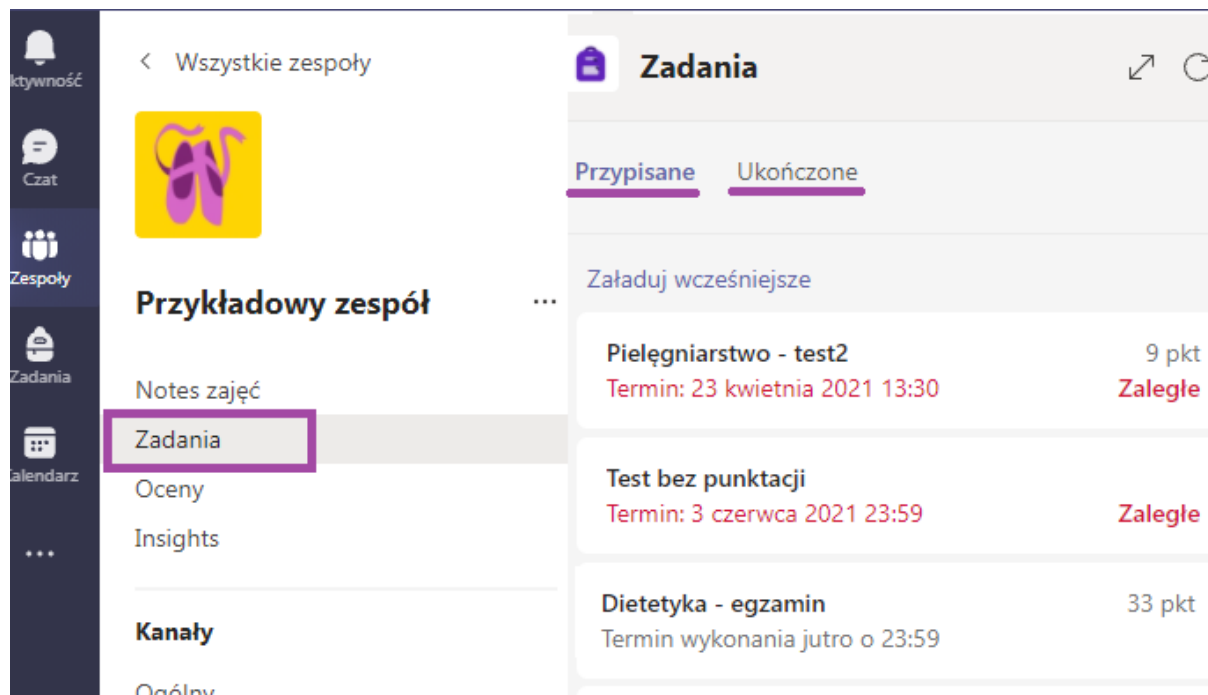 ktywność
Czat
Zespoły
Zadania
alendarz
Wszystkie zespoły
Przykładowy zespół
Notes zajęć
Zadania
Oceny
Insights
Kanały
Ogólny
Zadania
Przypisane Ukończone
Załaduj wcześniejsze
Pielęgniarstwo - test2 9 pkt
Termin: 23 kwietnia 2021 13:30 Zaległe
Test bez punktacji
Termin: 3 czerwca 2021 23:59 Zaległe
Dietetyka - egzamin 33 pkt
Termin wykonania jutro o 23:59